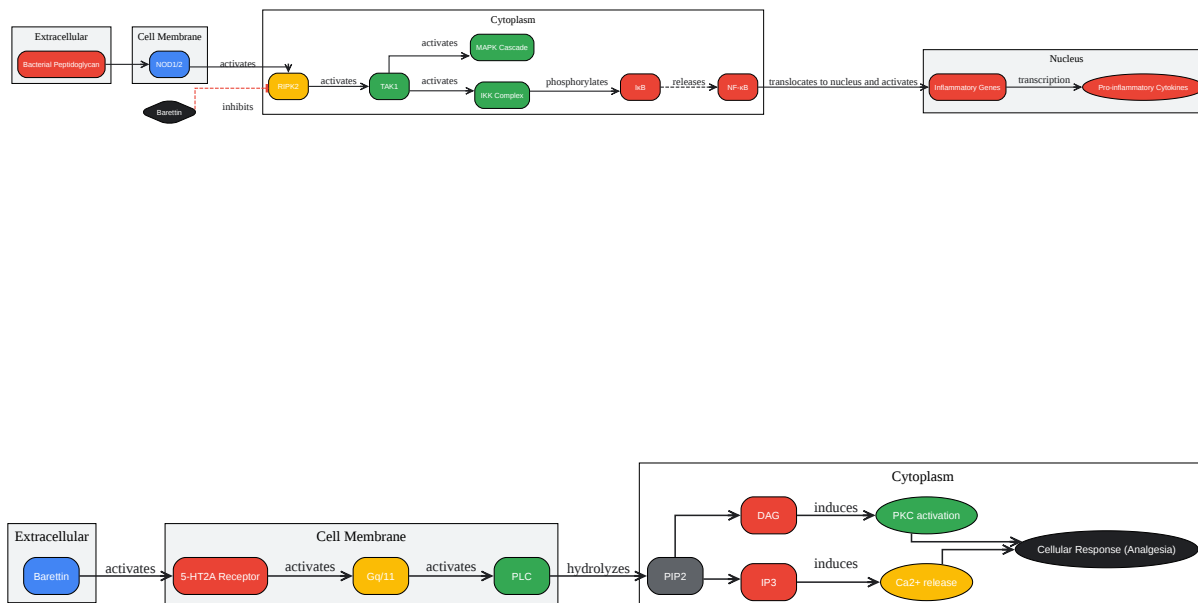 Cytoplasm
Extracellular
Cell Membrane
Nucleus
Bacterial Peptidoglycan
NOD1/2
activates
RIPK2
activates
TAK1
activates
MAPK Cascade
activates
IKK Complex
phosphorylates
IκB
releases
NF-κB
translocates to nucleus and activates
Inflammatory Genes
transcription
Pro-inflammatory Cytokines
Barettin
inhibits
Cytoplasm
Extracellular
Cell Membrane
Barettin
activates
5-HT2A Receptor
activates
Gq/11
activates
PLC
hydrolyzes
PIP2
DAG
induces
PKC activation
IP3
induces
Ca2+ release
Cellular Response (Analgesia)